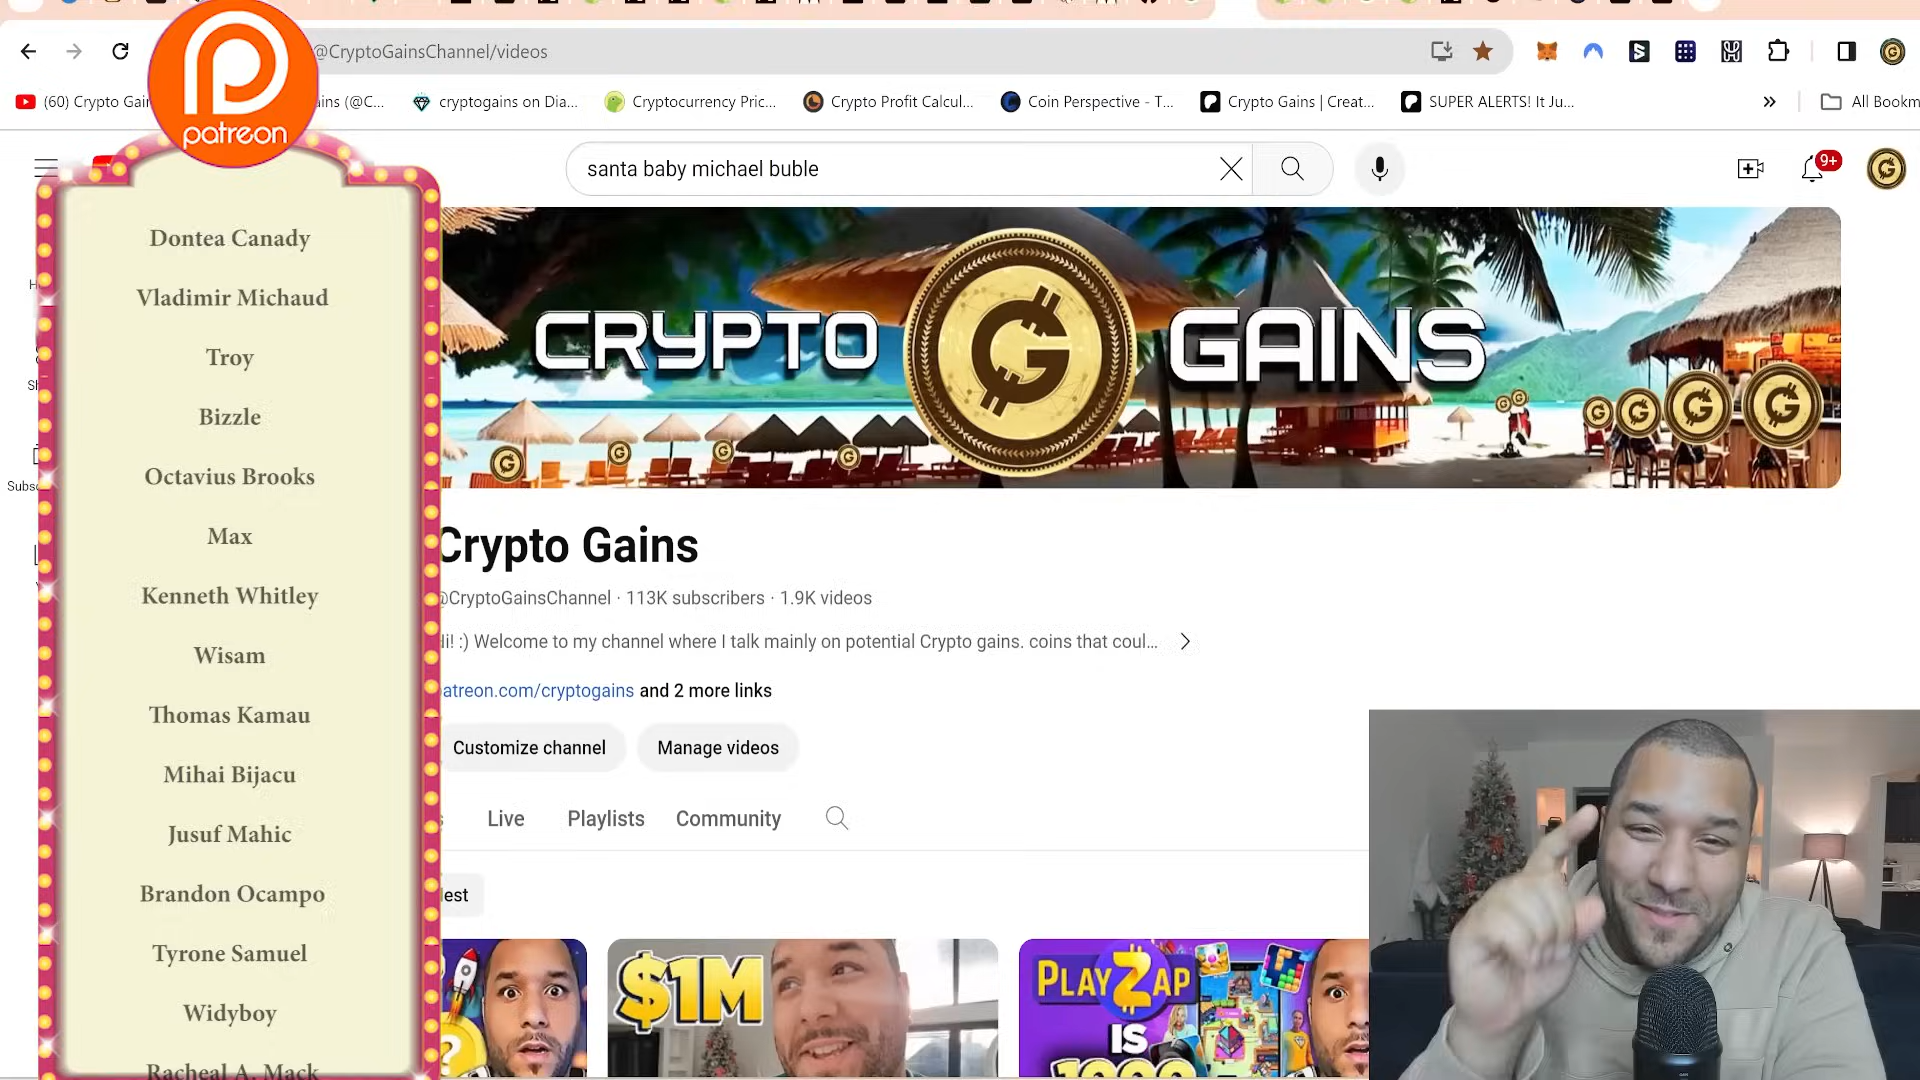 @CryptoGainsChannel/videos
(60) Crypto Gai
ins (@C...
cryptogains on Dia...
Cryptocurrency Pric...
Crypto Profit Calcul...
Coin Perspective - T...
Crypto Gains | Creat...
SUPER ALERTS! It Ju...
All Bookm
patreon
santa baby michael buble
9+
Dontea Canady
Vladimir Michaud
Troy
Bizzle
Octavius Brooks
Max
Kenneth Whitley
Wisam
Thomas Kamau
Mihai Bijacu
Jusuf Mahic
Brandon Ocampo
Tyrone Samuel
Widyboy
Racheal A. Mack
Subs
CRYPTO G GAINS
Crypto Gains
@CryptoGainsChannel · 113K subscribers · 1.9K videos
Hi! :) Welcome to my channel where I talk mainly on potential Crypto gains. coins that coul...
atreon.com/cryptogains and 2 more links
Customize channel
Manage videos
Live
Playlists
Community
lest
$1M
PLAYZAP
IS
1000